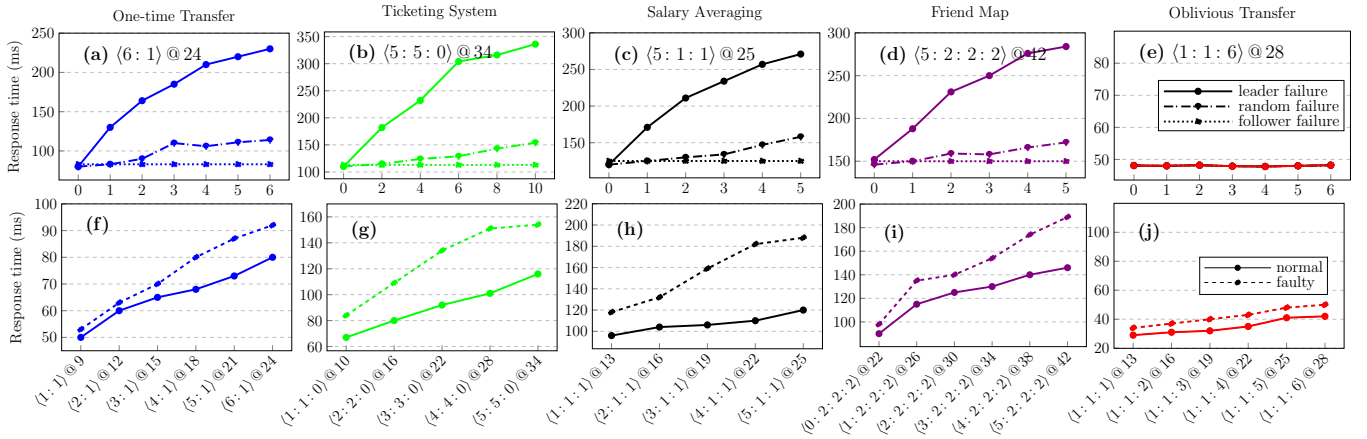 One-time Transfer
Ticketing System
Salary Averaging
Friend Map
Oblivious Transfer
Response time (ms)
250
200
150
100
0 1 2 3 4 5 6
(a) ⟨6 : 1⟩ @ 24
350
300
250
200
150
100
0 2 4 6 8 10
(b) ⟨5 : 5 : 0⟩ @ 34
300
200
0 1 2 3 4 5
(c) ⟨5 : 1 : 1⟩ @ 25
300
250
200
150
0 1 2 3 4 5
(d) ⟨5 : 2 : 2 : 2⟩ @ 42
80
70
60
50
0 1 2 3 4 5 6
(e) ⟨1 : 1 : 6⟩ @ 28
leader failure
random failure
follower failure
Response time (ms)
100
90
80
70
60
50
(f)
⟨1 : 1⟩ @ 9
⟨2 : 1⟩ @ 12
⟨3 : 1⟩ @ 15
⟨4 : 1⟩ @ 18
⟨5 : 1⟩ @ 21
⟨6 : 1⟩ @ 24
160
140
120
100
80
60
(g)
⟨1 : 1 : 0⟩ @ 10
⟨2 : 2 : 0⟩ @ 16
⟨3 : 3 : 0⟩ @ 22
⟨4 : 4 : 0⟩ @ 28
⟨5 : 5 : 0⟩ @ 34
220
200
180
160
140
120
100
(h)
⟨1 : 1 : 1⟩ @ 13
⟨2 : 1 : 1⟩ @ 16
⟨3 : 1 : 1⟩ @ 19
⟨4 : 1 : 1⟩ @ 22
⟨5 : 1 : 1⟩ @ 25
200
180
160
140
120
100
(i)
⟨0 : 2 : 2 : 2⟩ @ 22
⟨1 : 2 : 2 : 2⟩ @ 26
⟨2 : 2 : 2 : 2⟩ @ 30
⟨3 : 2 : 2 : 2⟩ @ 34
⟨4 : 2 : 2 : 2⟩ @ 38
⟨5 : 2 : 2 : 2⟩ @ 42
100
80
60
40
20
(j)
normal
faulty
⟨1 : 1 : 1⟩ @ 13
⟨1 : 1 : 2⟩ @ 16
⟨1 : 1 : 3⟩ @ 19
⟨1 : 1 : 4⟩ @ 22
⟨1 : 1 : 5⟩ @ 25
⟨1 : 1 : 6⟩ @ 28